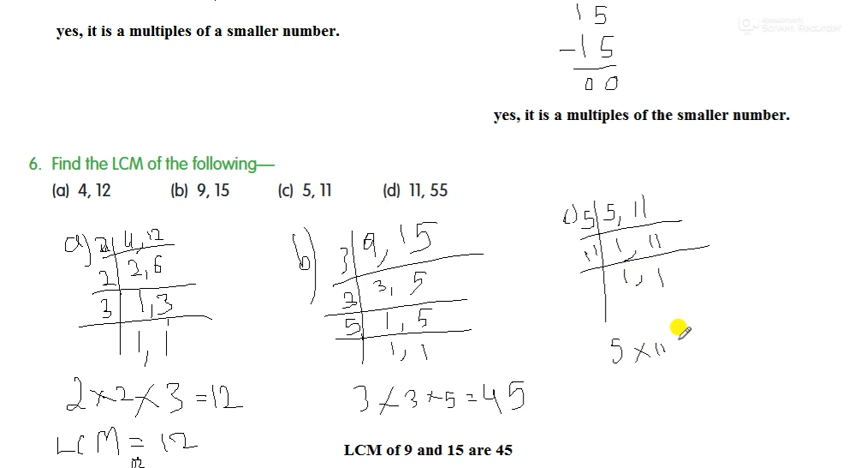 yes, it is a multiples of a smaller number.
15
-15
00
yes, it is a multiples of the smaller number.
6. Find the LCM of the following—
(a) 4, 12 (b) 9, 15 (c) 5, 11 (d) 11, 55
a) 2 4, 12
2 2, 6
3 1, 3
1, 1
2 × 2 × 3 = 12
LCM = 12
b) 3 9, 15
3 3, 5
5 1, 5
1, 1
3 × 3 × 5 = 45
LCM of 9 and 15 are 45
c) 5 5, 11
11 1, 11
1, 1
5 × 11